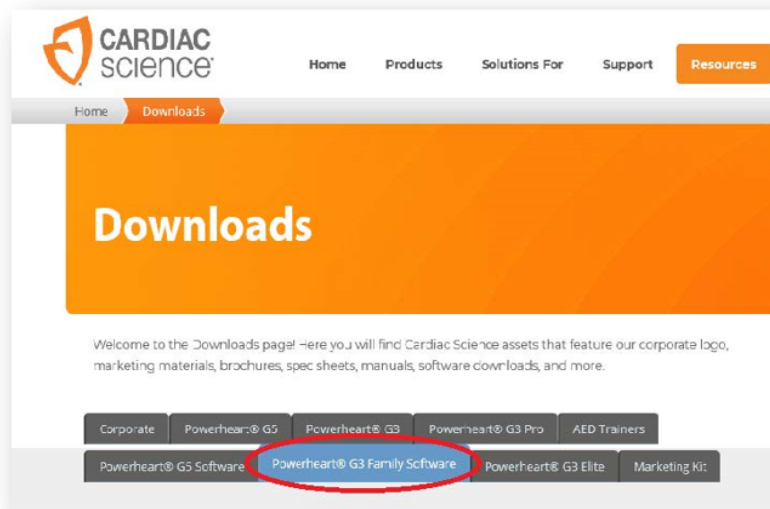 CARDIAC
SCIENCE
Home Products Solutions For Support Resources
Home Downloads
Downloads
Welcome to the Downloads page! Here you will find Cardiac Science assets that feature our corporate logo,
marketing materials, brochures, spec sheets, manuals, software downloads, and more.
Corporate Powerheart® G5 Powerheart® G3 Powerheart® G3 Pro AED Trainers
Powerheart® G5 Software Powerheart® G3 Family Software Powerheart® G3 Elite Marketing Kit